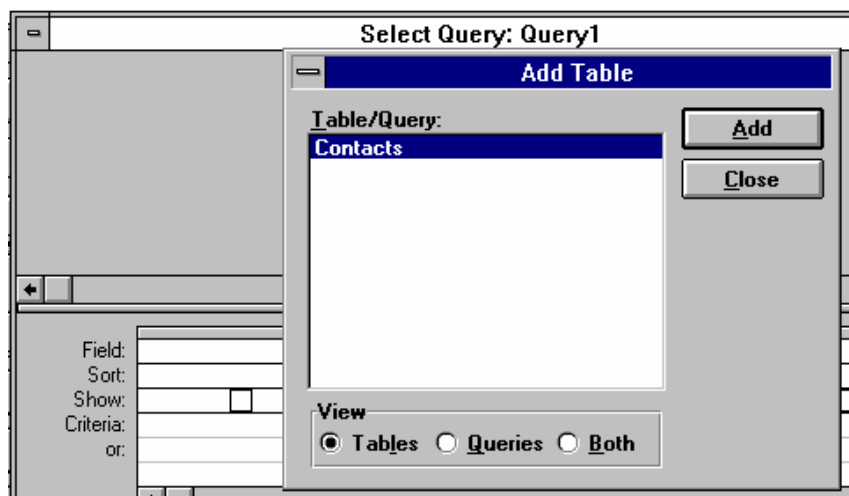 Select Query: Query1
Add Table
Table/Query:
Contacts
Add
Close
Field:
Sort:
Show:
Criteria:
or:
View
Tables Queries Both